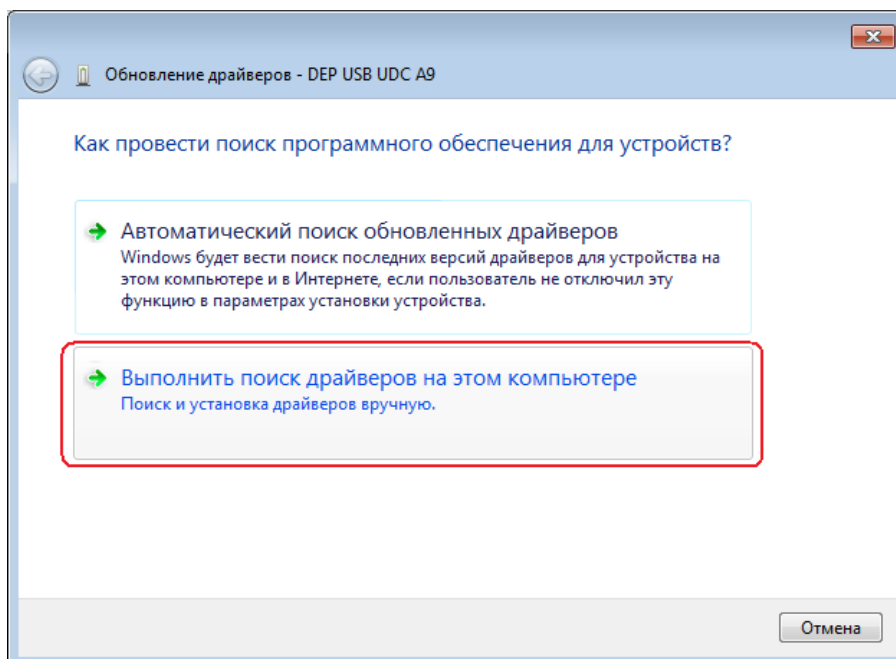 Обновление драйверов - DEP USB UDC A9
Как провести поиск программного обеспечения для устройств?
Автоматический поиск обновленных драйверов
Windows будет вести поиск последних версий драйверов для устройства на
этом компьютере и в Интернете, если пользователь не отключил эту
функцию в параметрах установки устройства.
Выполнить поиск драйверов на этом компьютере
Поиск и установка драйверов вручную.
Отмена